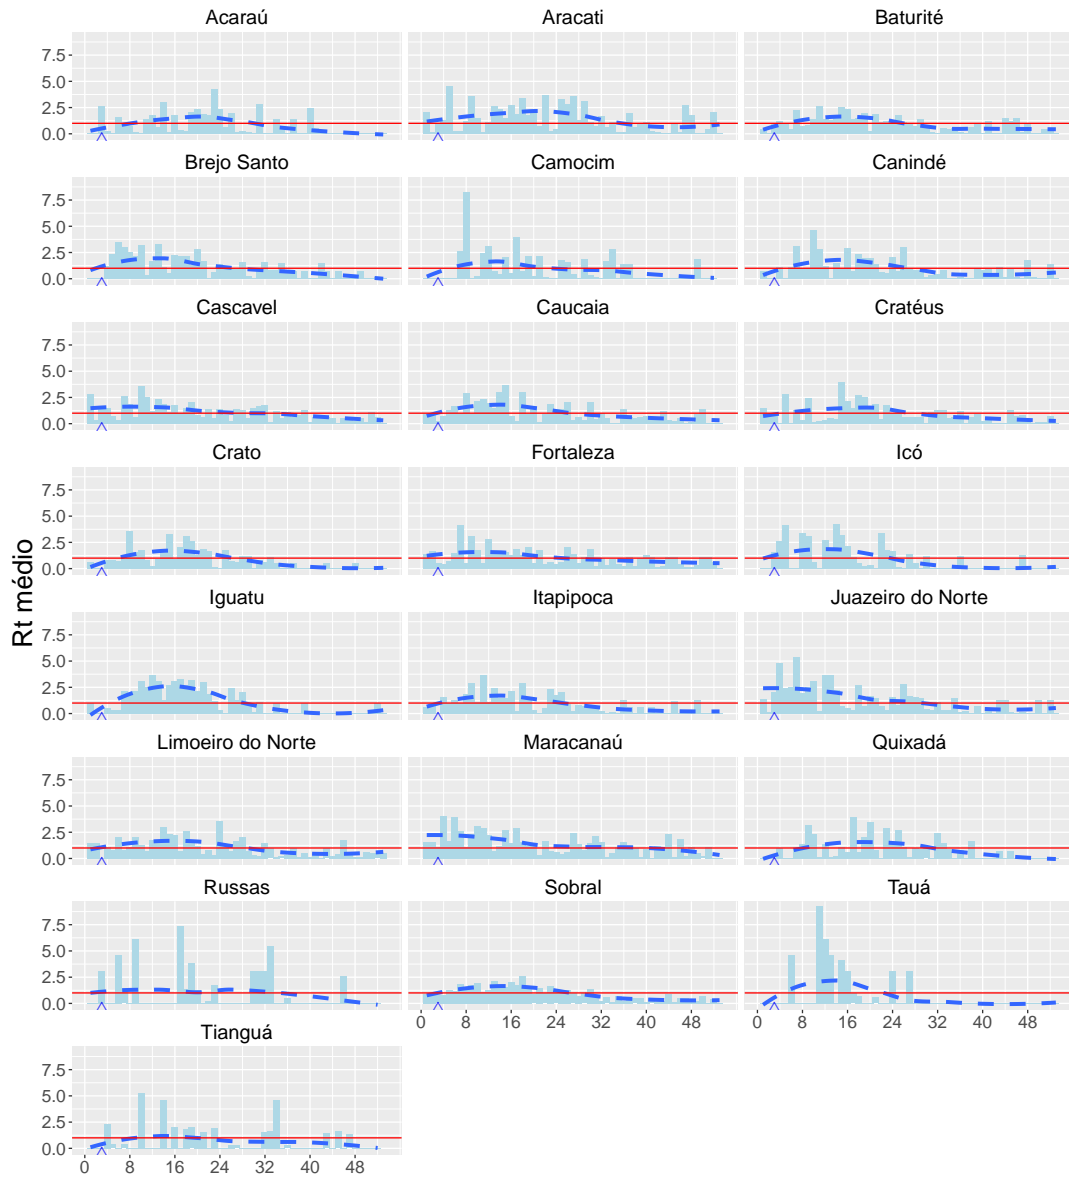 Acaraú Aracati Baturité
7.5
5.0
2.5
0.0
Brejo Santo Camocim Canindé
7.5
5.0
2.5
0.0
Cascavel Caucaia Cratéus
7.5
5.0
2.5
0.0
Crato Fortaleza Icó
7.5
5.0
2.5
0.0
Rt médio
Iguatu Itapipoca Juazeiro do Norte
7.5
5.0
2.5
0.0
Limoeiro do Norte Maracanaú Quixadá
7.5
5.0
2.5
0.0
Russas Sobral Tauá
7.5
5.0
2.5
0.0
0 8 16 24 32 40 48 0 8 16 24 32 40 48
Tianguá
7.5
5.0
2.5
0.0
0 8 16 24 32 40 48